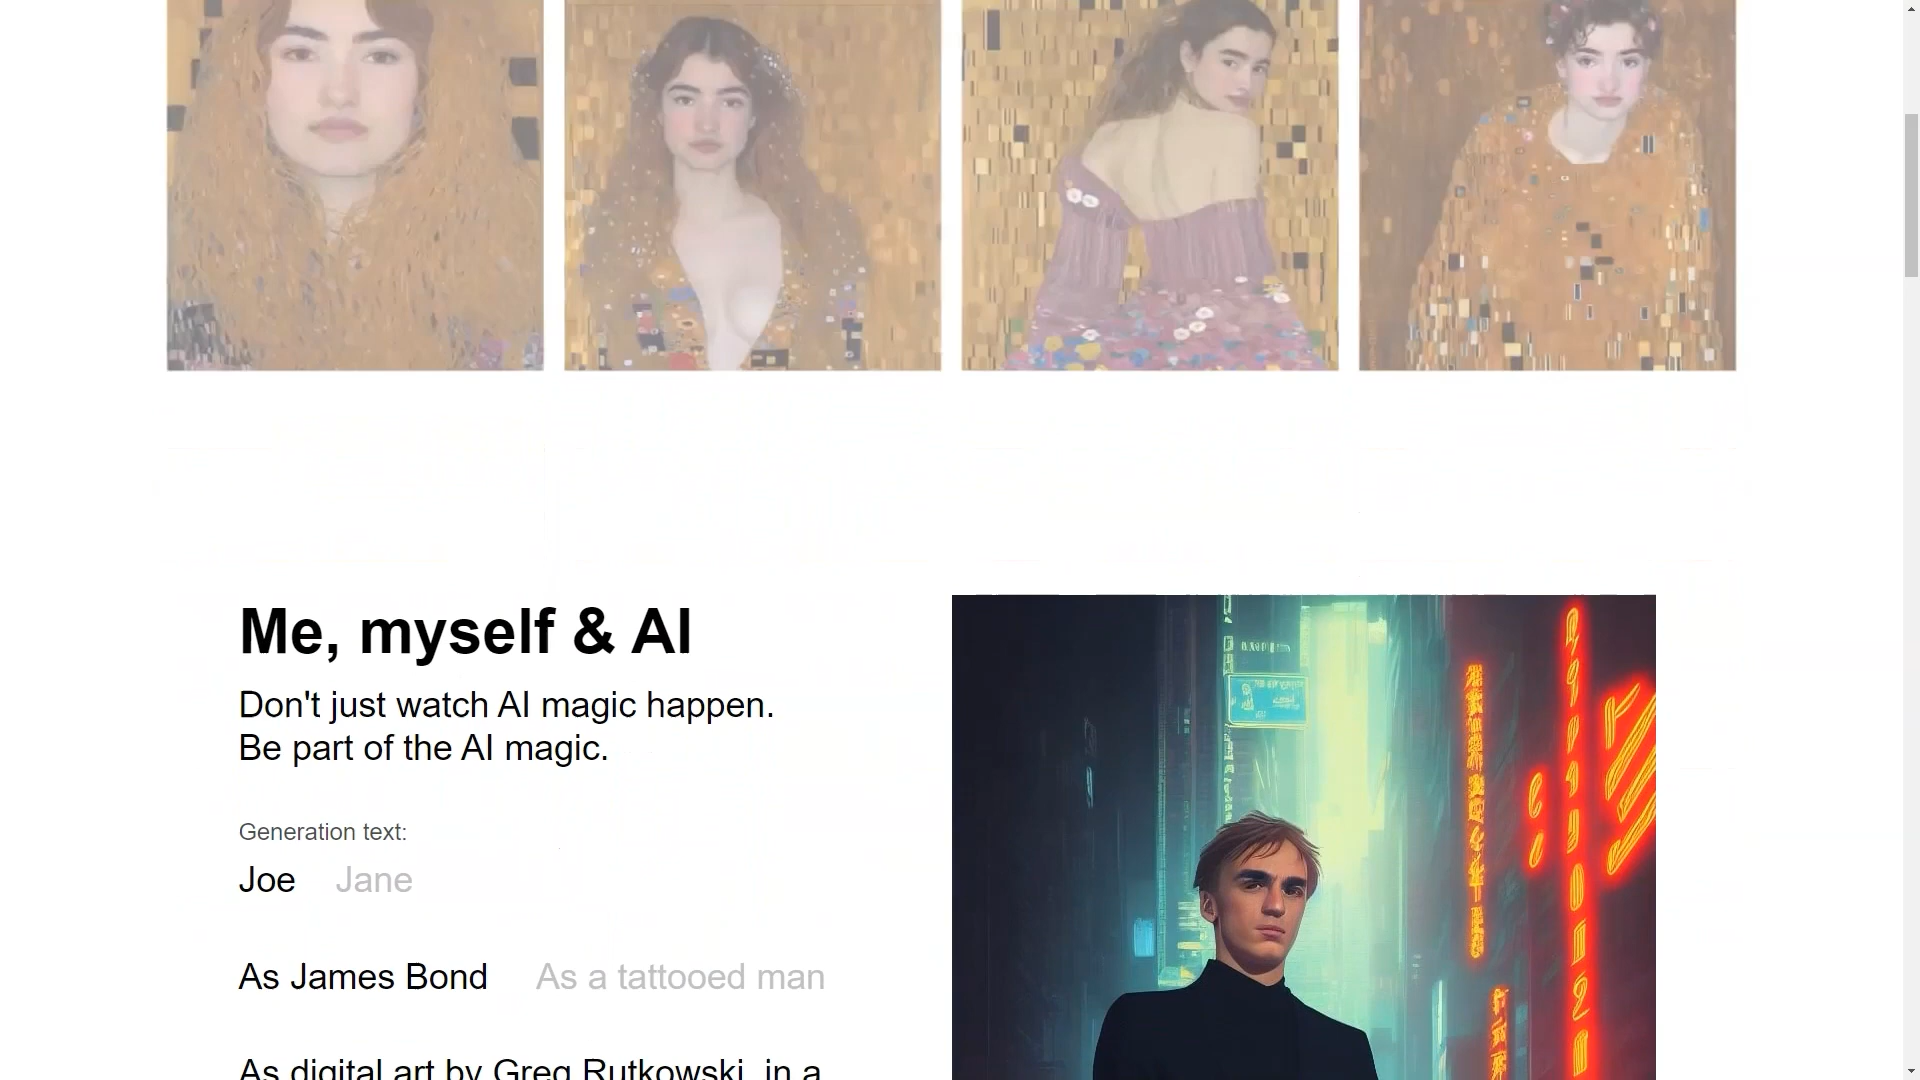 Me, myself & AI
Don't just watch AI magic happen.
Be part of the AI magic.
Generation text:
Joe Jane
As James Bond As a tattooed man
As digital art by Greg Rutkowski, in a